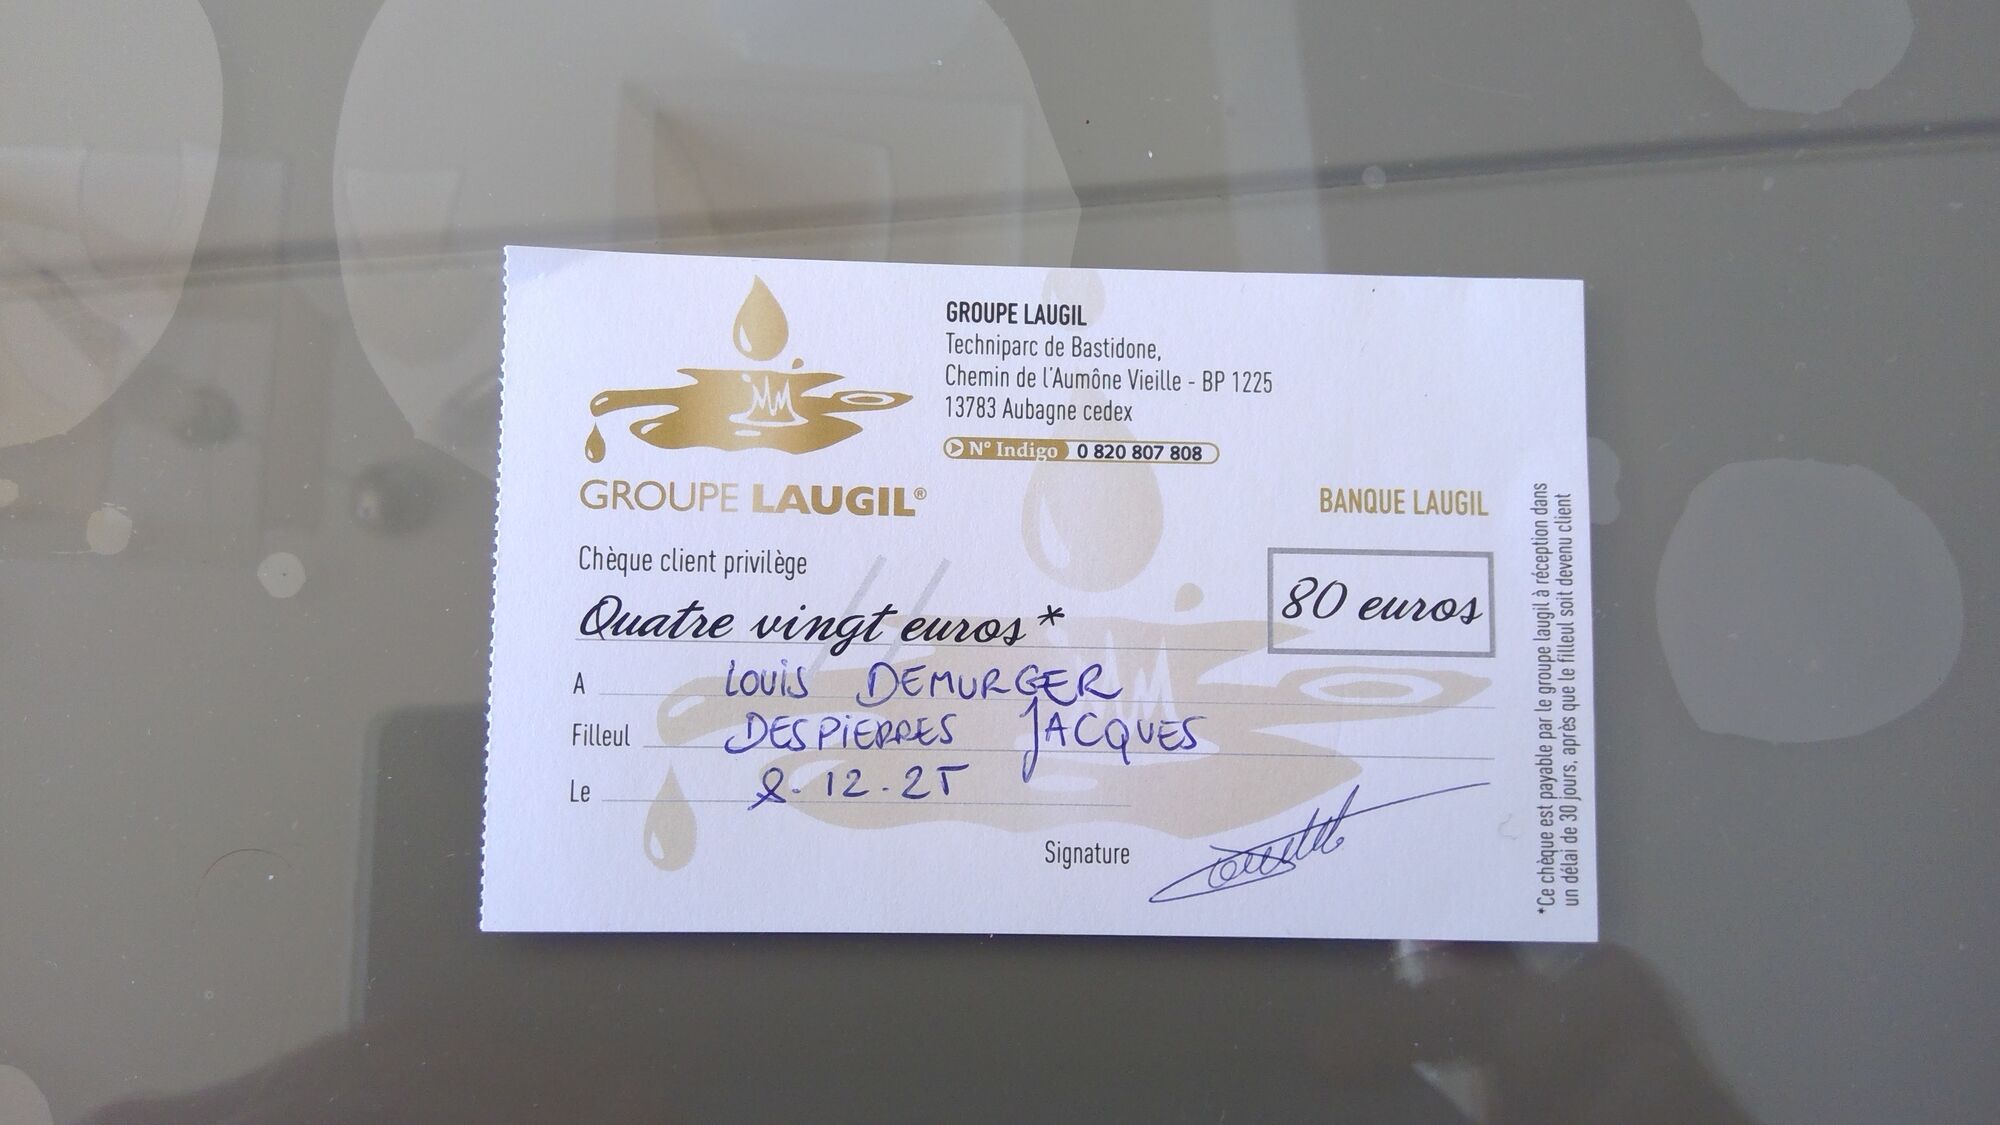 GROUPE LAUGIL
Techniparc de Bastidone,
Chemin de l'Aumône Vieille - BP 1225
13783 Aubagne cedex
N° Indigo 0 820 807 808
GROUPE LAUGIL®
BANQUE LAUGIL
Chèque client privilège
Quatre vingt euros*
80 euros
A LOUIS DEMURGER
Filleul DESPIERRES JACQUES
Le 8.12.21
Signature
*Ce chèque est payable par le groupe laugil à réception dans
un délai de 30 jours, après que le filleul soit devenu client